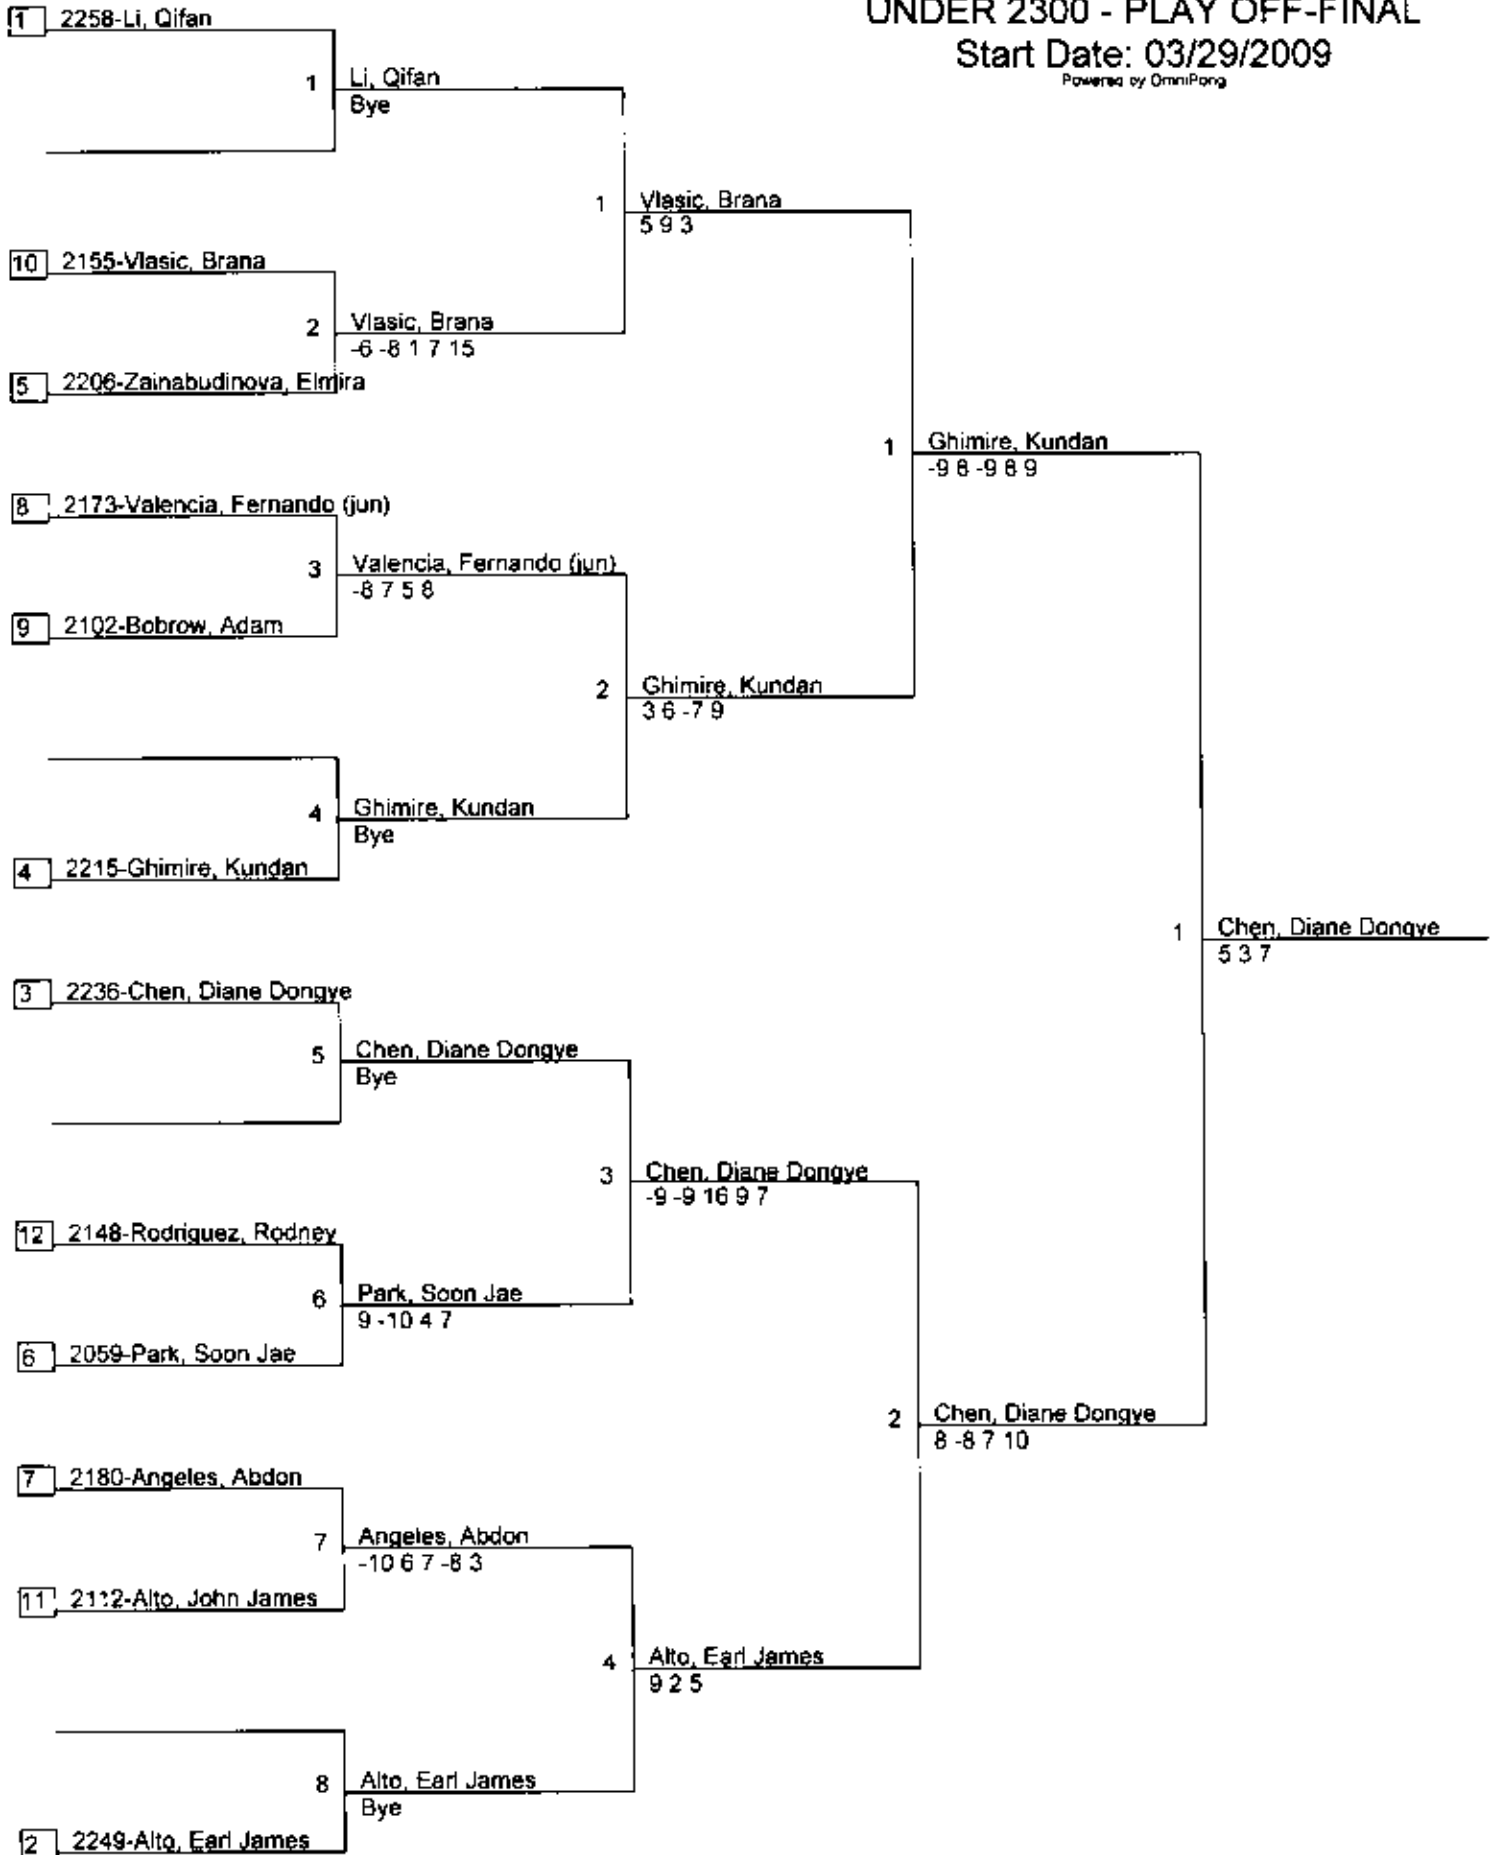 UNDER 2300 - PLAY OFF-FINAL
Start Date: 03/29/2009
Powered by OmniPong
1 2258-Li, Qifan
1 Li, Qifan
Bye
1 Vlasic, Brana
5 9 3
10 2155-Vlasic, Brana
2 Vlasic, Brana
-6 -8 1 7 15
5 2206-Zainabudinova, Elmira
1 Ghimire, Kundan
-9 8 -9 8 9
8 2173-Valencia, Fernando (jun)
3 Valencia, Fernando (jun)
-8 7 5 8
9 2102-Bobrow, Adam
2 Ghimire, Kundan
3 6 -7 9
4 Ghimire, Kundan
Bye
4 2215-Ghimire, Kundan
1 Chen, Diane Dongye
5 3 7
3 2236-Chen, Diane Dongye
5 Chen, Diane Dongye
Bye
3 Chen, Diane Dongye
-9 -9 16 9 7
12 2148-Rodriguez, Rodney
6 Park, Soon Jae
9 -10 4 7
6 2059-Park, Soon Jae
2 Chen, Diane Dongye
8 -8 7 10
7 2180-Angeles, Abdon
7 Angeles, Abdon
-10 6 7 -8 3
11 2112-Alto, John James
4 Alto, Earl James
9 2 5
8 Alto, Earl James
Bye
2 2249-Alto, Earl James